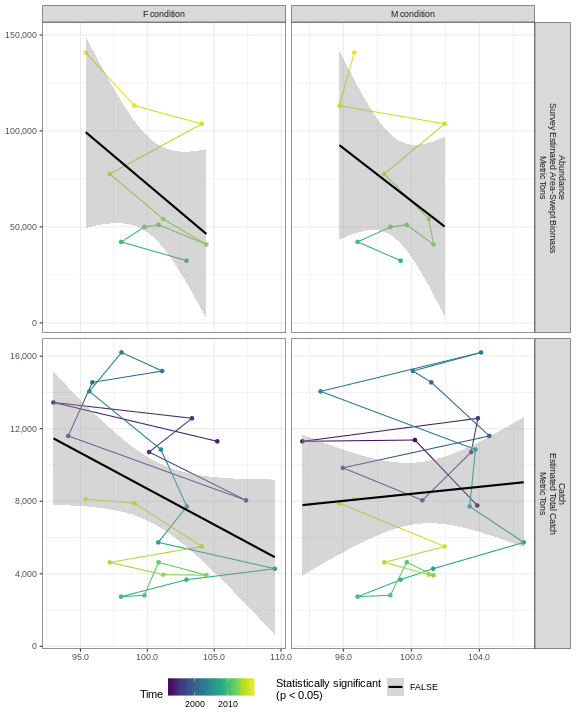 F condition
M condition
150,000
100,000
50,000
0
Abundance
Survey Estimated Area-Swept Biomass
Metric Tons
16,000
12,000
8,000
4,000
0
Catch
Estimated Total Catch
Metric Tons
95.0
100.0
105.0
110.0
96.0
100.0
104.0
Time
2000
2010
Statistically significant
(p < 0.05)
FALSE